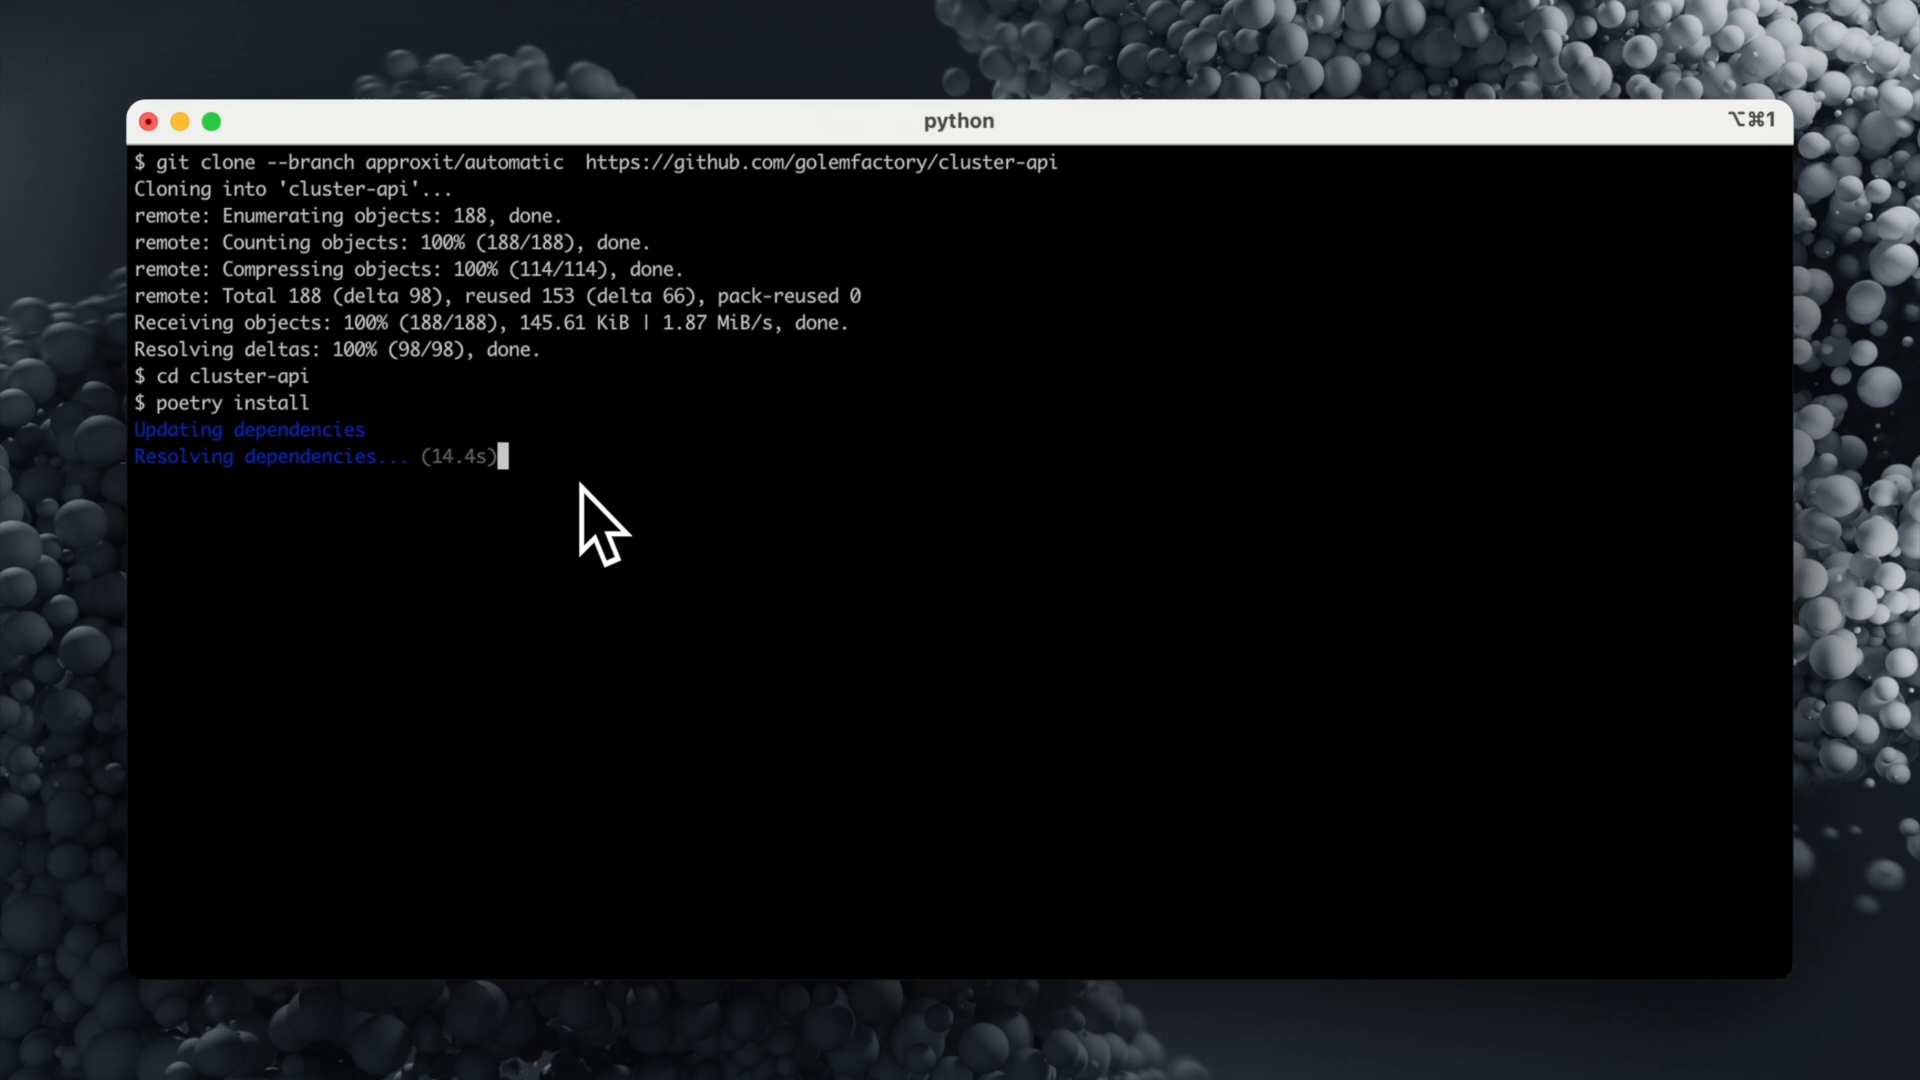 python
⌥⌘1
$ git clone --branch approxit/automatic  https://github.com/golemfactory/cluster-api
Cloning into 'cluster-api'...
remote: Enumerating objects: 188, done.
remote: Counting objects: 100% (188/188), done.
remote: Compressing objects: 100% (114/114), done.
remote: Total 188 (delta 98), reused 153 (delta 66), pack-reused 0
Receiving objects: 100% (188/188), 145.61 KiB | 1.87 MiB/s, done.
Resolving deltas: 100% (98/98), done.
$ cd cluster-api
$ poetry install
Updating dependencies
Resolving dependencies... (14.4s)